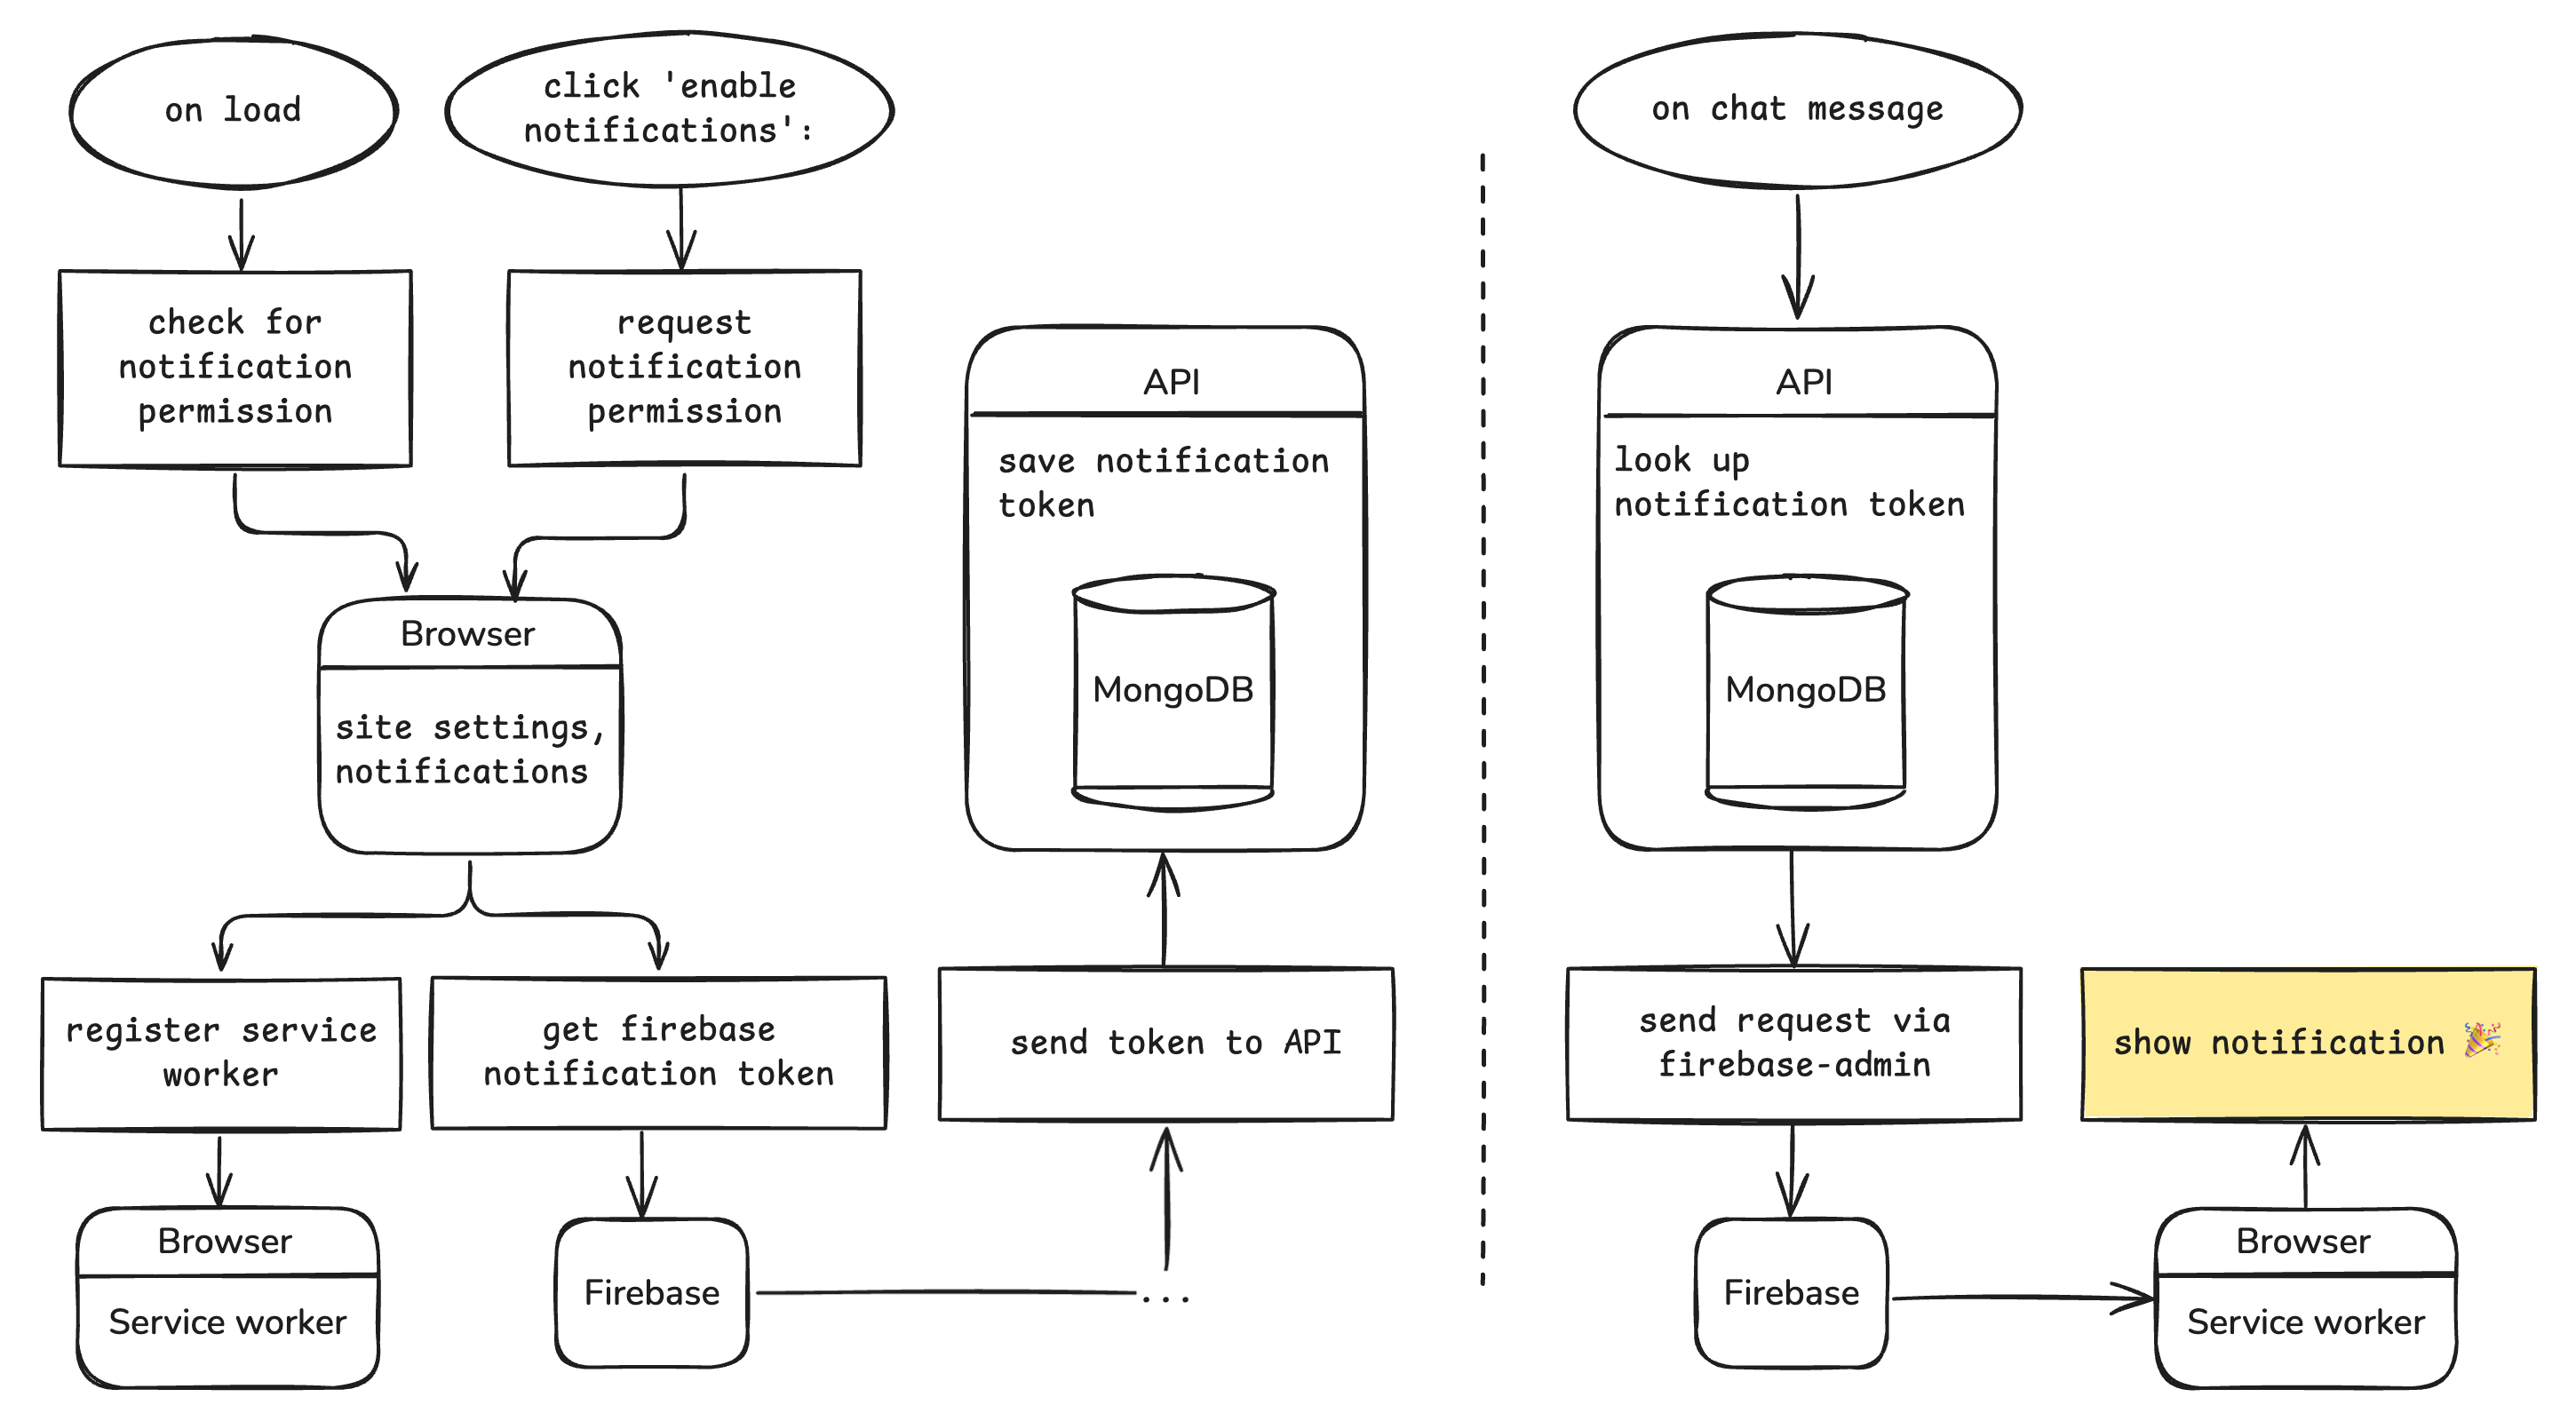 on load
click 'enable
notifications':
check for
notification
permission
request
notification
permission
Browser
site settings,
notifications
register service
worker
get firebase
notification token
Browser
Service worker
Firebase
...
send token to API
API
save notification
token
MongoDB
on chat message
API
look up
notification token
MongoDB
send request via
firebase-admin
Firebase
Browser
Service worker
show notification 🎉